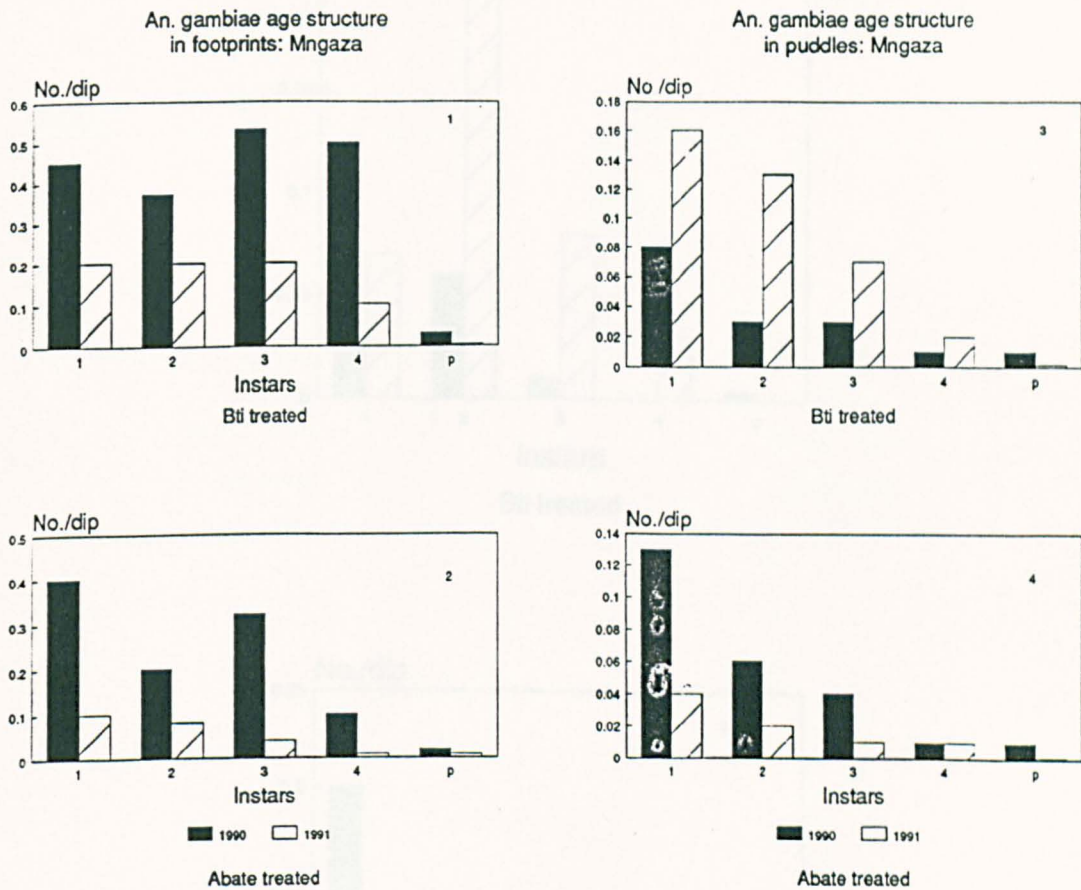 An. gambiae age structure
in footprints: Mngaza
No./dip
0.6
0.5
0.4
0.3
0.2
0.1
0
1
1 2 3 4 p
Instars
Bti treated
An. gambiae age structure
in puddles: Mngaza
No /dip
0.18
0.16
0.14
0.12
0.1
0.08
0.06
0.04
0.02
0
3
1 2 3 4 p
Instars
Bti treated
No./dip
0.5
0.4
0.3
0.2
0.1
0
2
1 2 3 4 p
Instars
1990 1991
Abate treated
No./dip
0.14
0.12
0.1
0.08
0.06
0.04
0.02
0
4
1 2 3 4 p
Instars
1990 1991
Abate treated